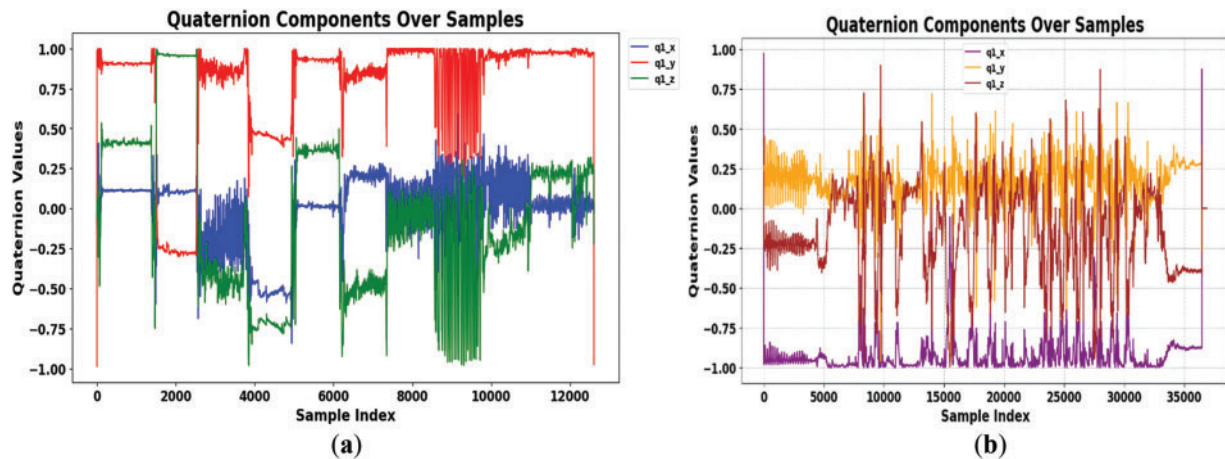 Quaternion Components Over Samples
1.00
0.75
0.50
0.25
0.00
−0.25
−0.50
−0.75
−1.00
Quaternion Values
0
2000
4000
6000
8000
10000
12000
Sample Index
q1_x
q1_y
q1_z
(a)
Quaternion Components Over Samples
1.00
0.75
0.50
0.25
0.00
−0.25
−0.50
−0.75
−1.00
Quaternion Values
q1_x
q1_y
q1_z
0
5000
10000
15000
20000
25000
30000
35000
Sample Index
(b)